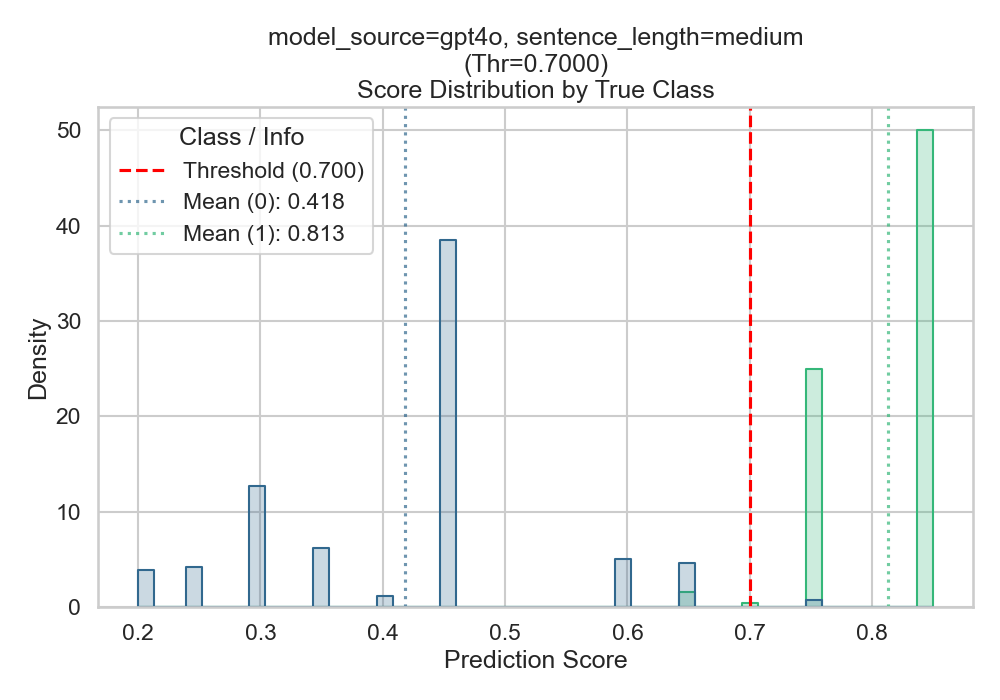 model_source=gpt4o, sentence_length=medium
(Thr=0.7000)
Score Distribution by True Class
Class / Info
Threshold (0.700)
Mean (0): 0.418
Mean (1): 0.813
Density
50
40
30
20
10
0
0.2 0.3 0.4 0.5 0.6 0.7 0.8
Prediction Score